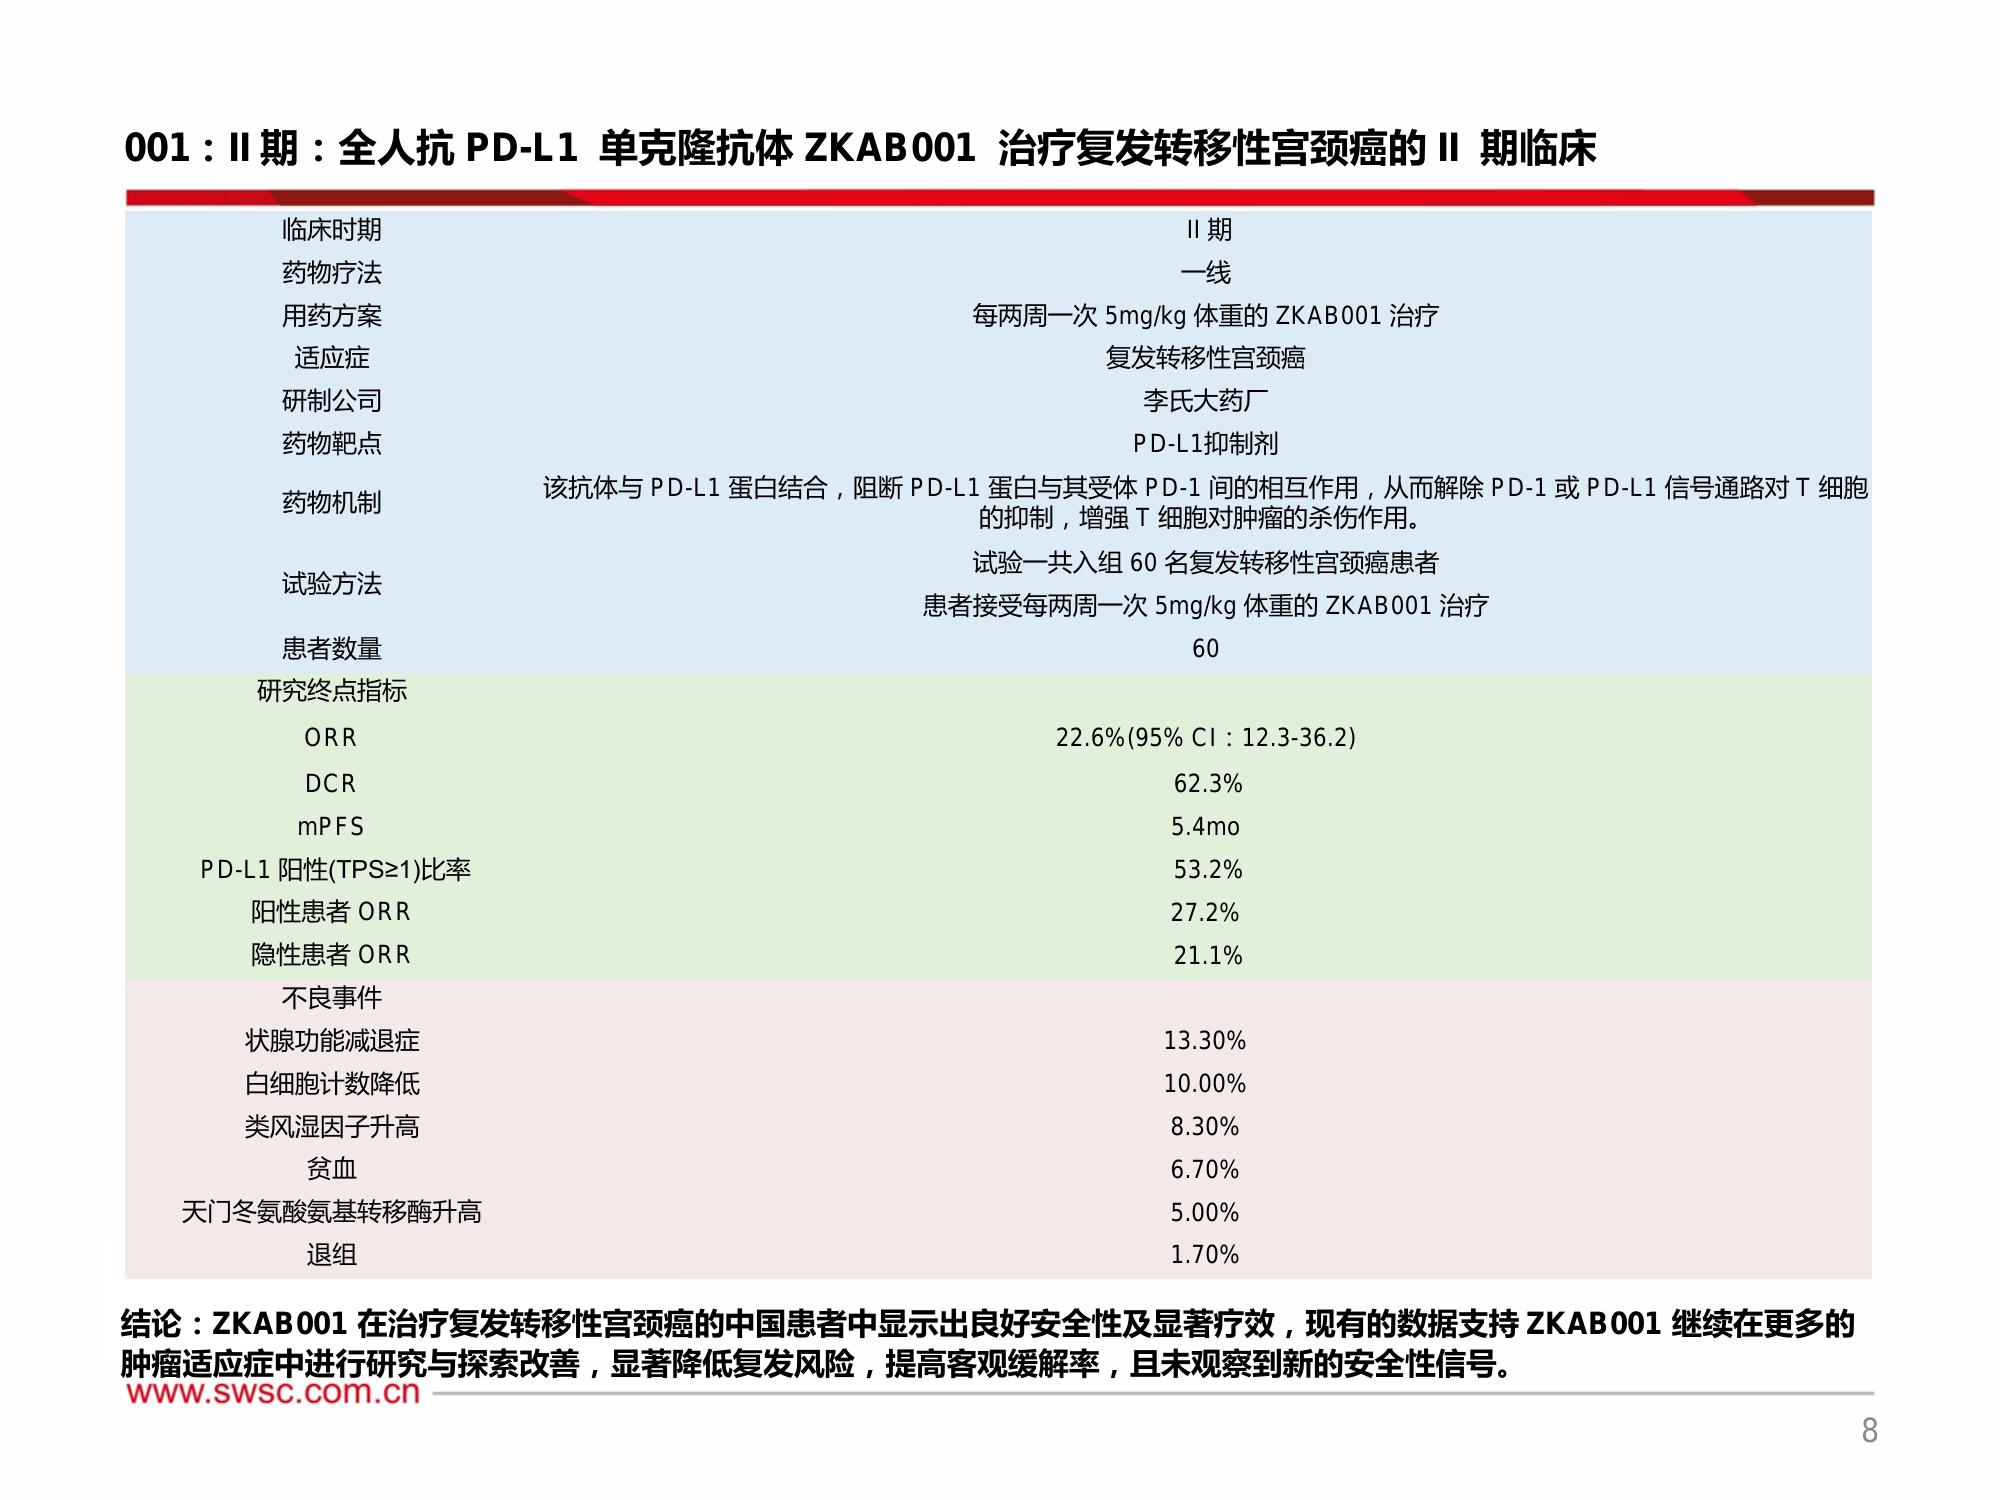 001：II 期：全人抗 PD-L1 单克隆抗体 ZKAB001 治疗复发转移性宫颈癌的 II 期临床
临床时期 II 期
药物疗法 一线
用药方案 每两周一次 5mg/kg 体重的 ZKAB001 治疗
适应症 复发转移性宫颈癌
研制公司 李氏大药厂
药物靶点 PD-L1抑制剂
药物机制 该抗体与 PD-L1 蛋白结合，阻断 PD-L1 蛋白与其受体 PD-1 间的相互作用，从而解除 PD-1 或 PD-L1 信号通路对 T 细胞
的抑制，增强 T 细胞对肿瘤的杀伤作用。
试验方法 试验一共入组 60 名复发转移性宫颈癌患者
患者接受每两周一次 5mg/kg 体重的 ZKAB001 治疗
患者数量 60
研究终点指标
ORR 22.6%(95% CI：12.3-36.2)
DCR 62.3%
mPFS 5.4mo
PD-L1 阳性(TPS≥1)比率 53.2%
阳性患者 ORR 27.2%
隐性患者 ORR 21.1%
不良事件
状腺功能减退症 13.30%
白细胞计数降低 10.00%
类风湿因子升高 8.30%
贫血 6.70%
天门冬氨酸氨基转移酶升高 5.00%
退组 1.70%
结论：ZKAB001 在治疗复发转移性宫颈癌的中国患者中显示出良好安全性及显著疗效，现有的数据支持 ZKAB001 继续在更多的
肿瘤适应症中进行研究与探索改善，显著降低复发风险，提高客观缓解率，且未观察到新的安全性信号。
www.swsc.com.cn
8